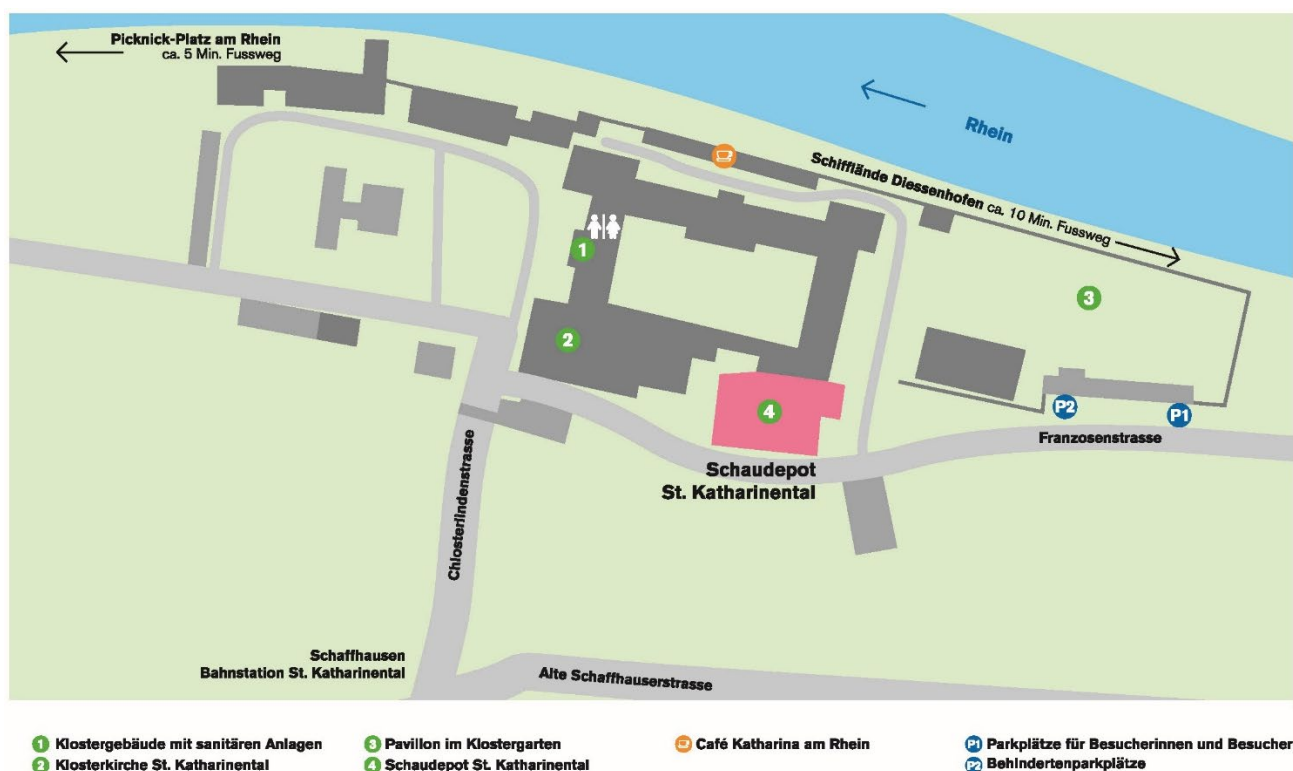 Picknick-Platz am Rhein
ca. 5 Min. Fussweg
Rhein
Schifflände Diessenhofen ca. 10 Min. Fussweg
1
2
3
4
P2
P1
Franzosenstrasse
Schaudepot
St. Katharinental
Chlosterlindenstrasse
Schaffhausen
Bahnstation St. Katharinental
Alte Schaffhauserstrasse
1 Klostergebäude mit sanitären Anlagen
2 Klosterkirche St. Katharinental
3 Pavillon im Klostergarten
4 Schaudepot St. Katharinental
Café Katharina am Rhein
P1 Parkplätze für Besucherinnen und Besucher
P2 Behindertenparkplätze